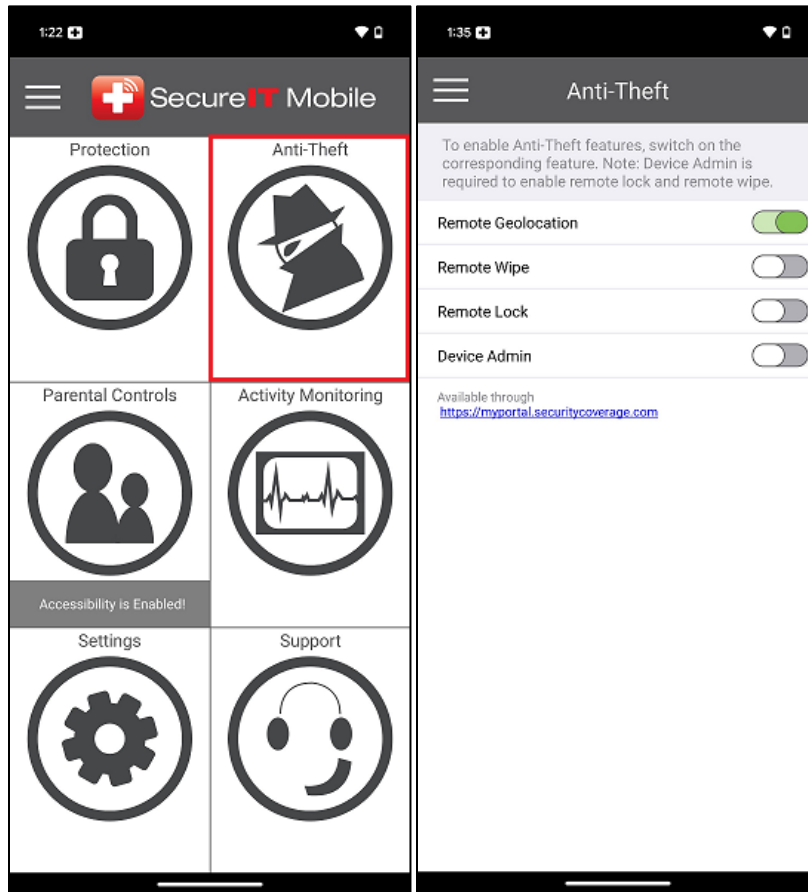 1:22
SecureIT Mobile
Protection
Anti-Theft
Parental Controls
Activity Monitoring
Accessibility is Enabled!
Settings
Support
1:35
Anti-Theft
To enable Anti-Theft features, switch on the
corresponding feature. Note: Device Admin is
required to enable remote lock and remote wipe.
Remote Geolocation
Remote Wipe
Remote Lock
Device Admin
Available through
https://myportal.securitycoverage.com